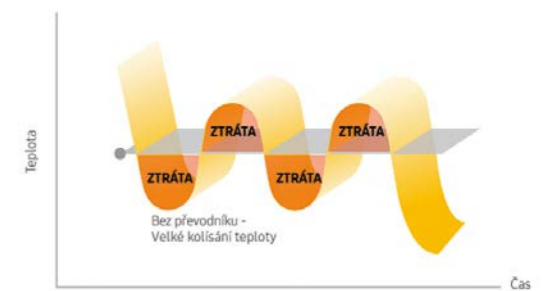 Teplota
ZTRÁTA
ZTRÁTA
ZTRÁTA
ZTRÁTA
Bez převodníku -
Velké kolísání teploty
Čas